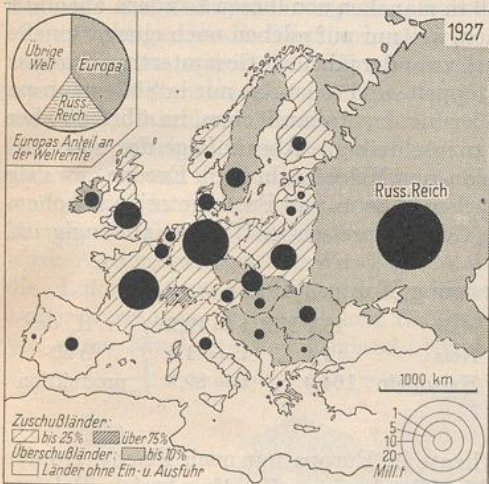 1927
Übrige
Welt
Europa
Russ.
Reich
Europas Anteil an
der Welternte
Russ. Reich
1000 km
Zuschußländer:
bis 25% über 75%
Überschußländer: bis 10%
Länder ohne Ein- u. Ausfuhr
1
5
10
20
Mill. t